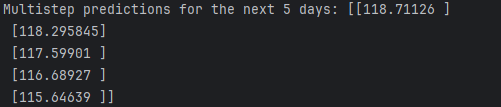 Multistep predictions for the next 5 days: [[118.71126 ]
 [118.295845]
 [117.59901 ]
 [116.68927 ]
 [115.64639 ]]